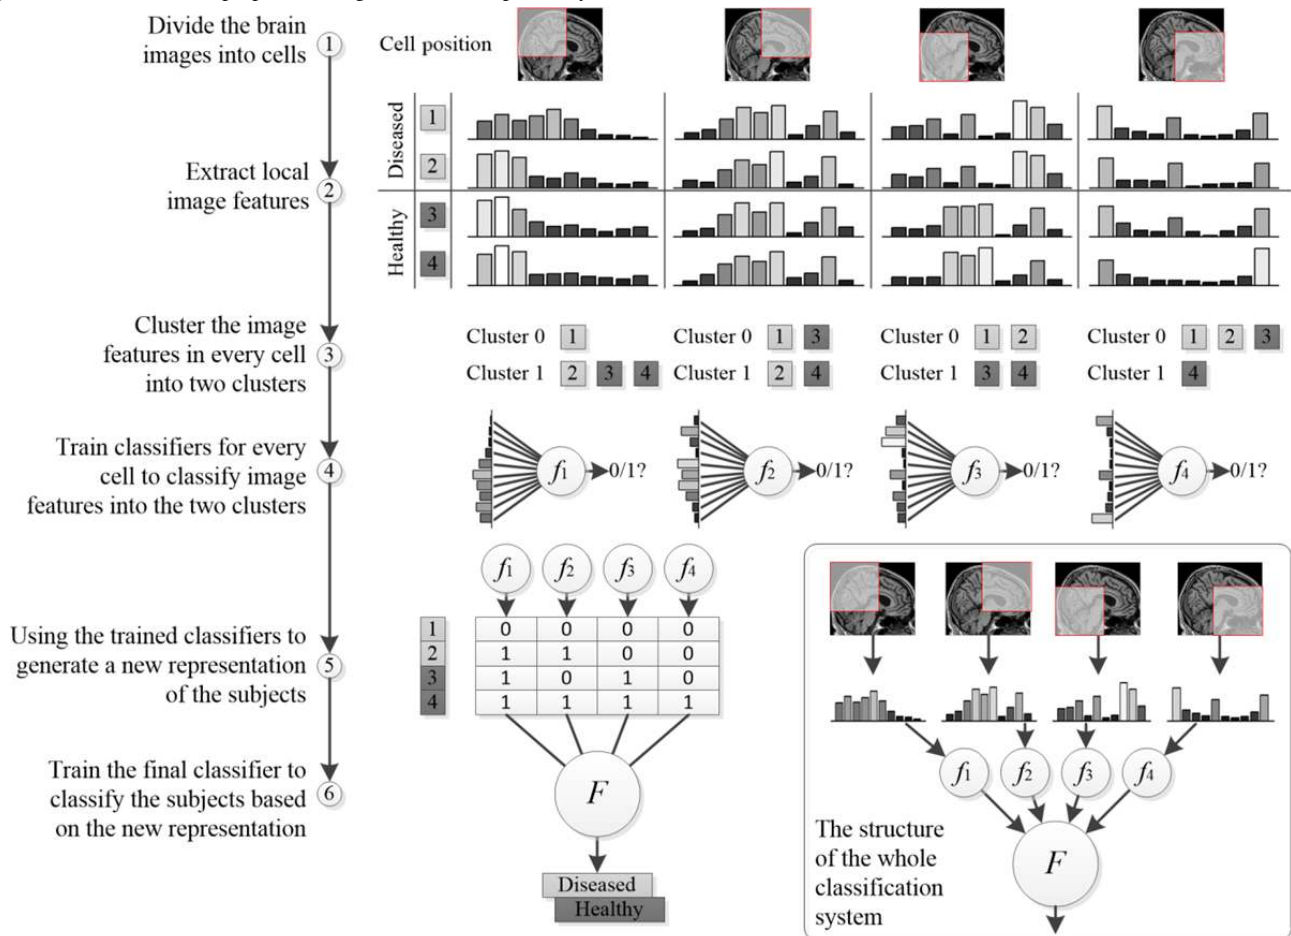 Divide the brain
images into cells
1
Cell position
Extract local
image features
2
Diseased
1
2
Healthy
3
4
Cluster the image
features in every cell
into two clusters
3
Cluster 0 1
Cluster 1 2 3 4
Cluster 0 1 3
Cluster 1 2 4
Cluster 0 1 2
Cluster 1 3 4
Cluster 0 1 2 3
Cluster 1 4
Train classifiers for every
cell to classify image
features into the two clusters
4
f1 0/1?
f2 0/1?
f3 0/1?
f4 0/1?
Using the trained classifiers to
generate a new representation
of the subjects
5
f1 f2 f3 f4
1 0 0 0 0
2 1 1 0 0
3 1 0 1 0
4 1 1 1 1
Train the final classifier to
classify the subjects based
on the new representation
6
F
Diseased
Healthy
f1 f2 f3 f4
F
The structure
of the whole
classification
system